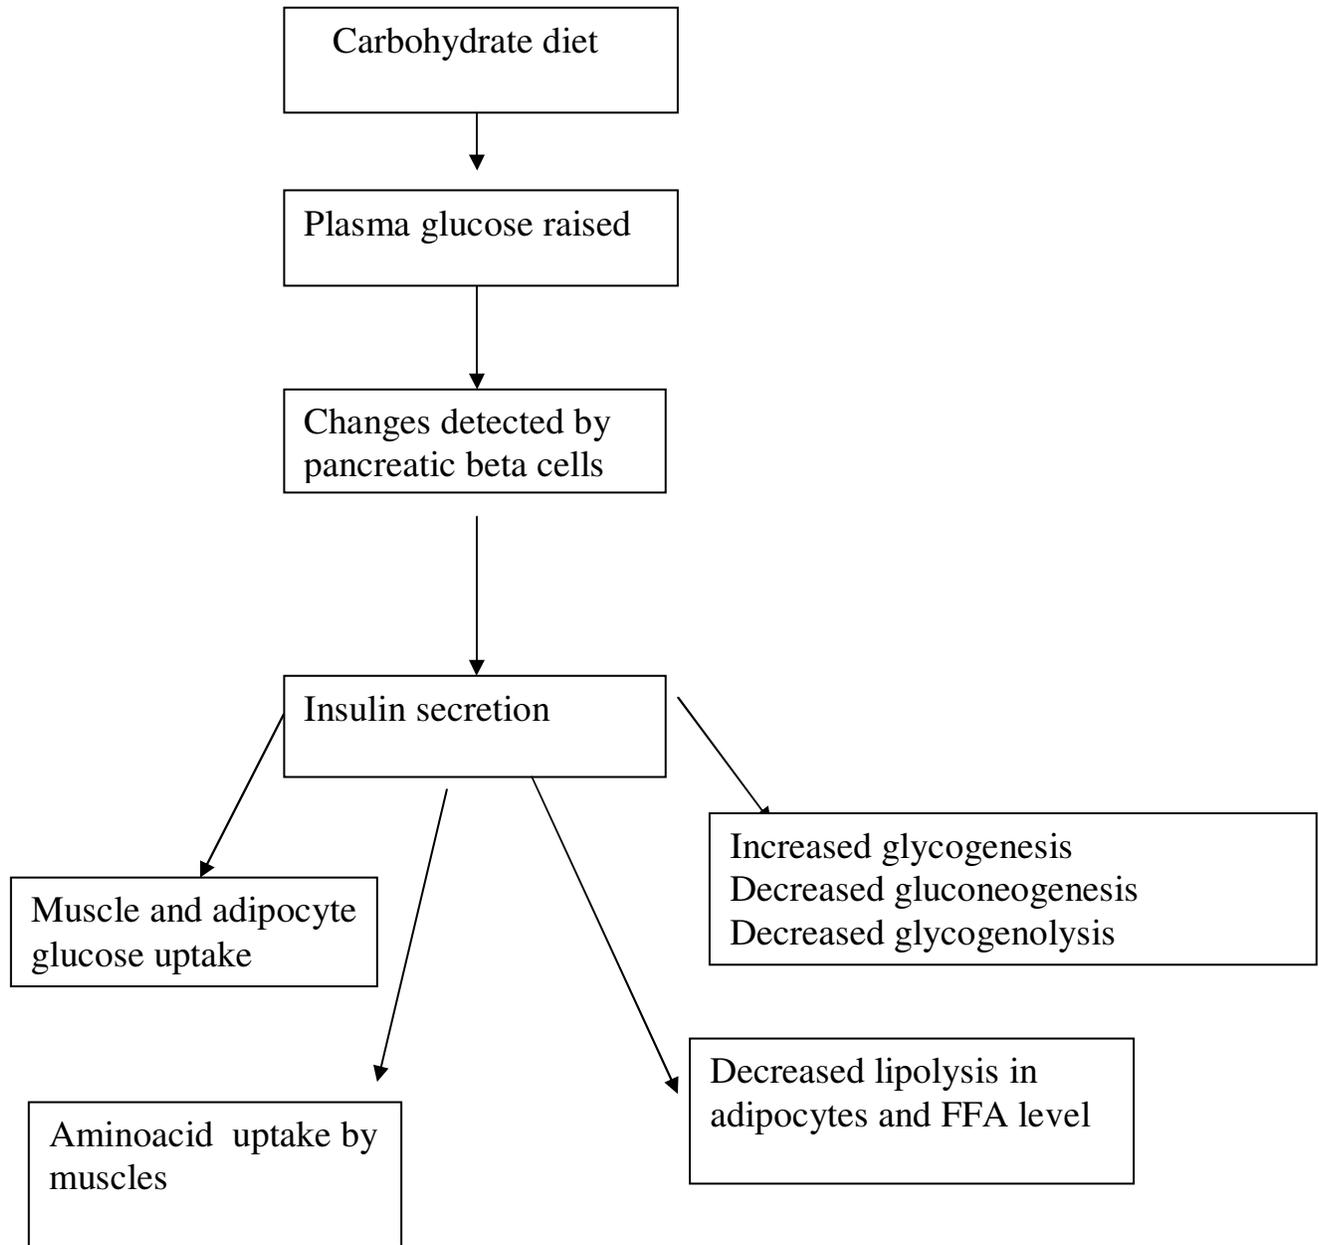 Carbohydrate diet
Plasma glucose raised
Changes detected by
pancreatic beta cells
Insulin secretion
Increased glycogenesis
Decreased gluconeogenesis
Decreased glycogenolysis
Muscle and adipocyte
glucose uptake
Decreased lipolysis in
adipocytes and FFA level
Aminoacid  uptake by
muscles